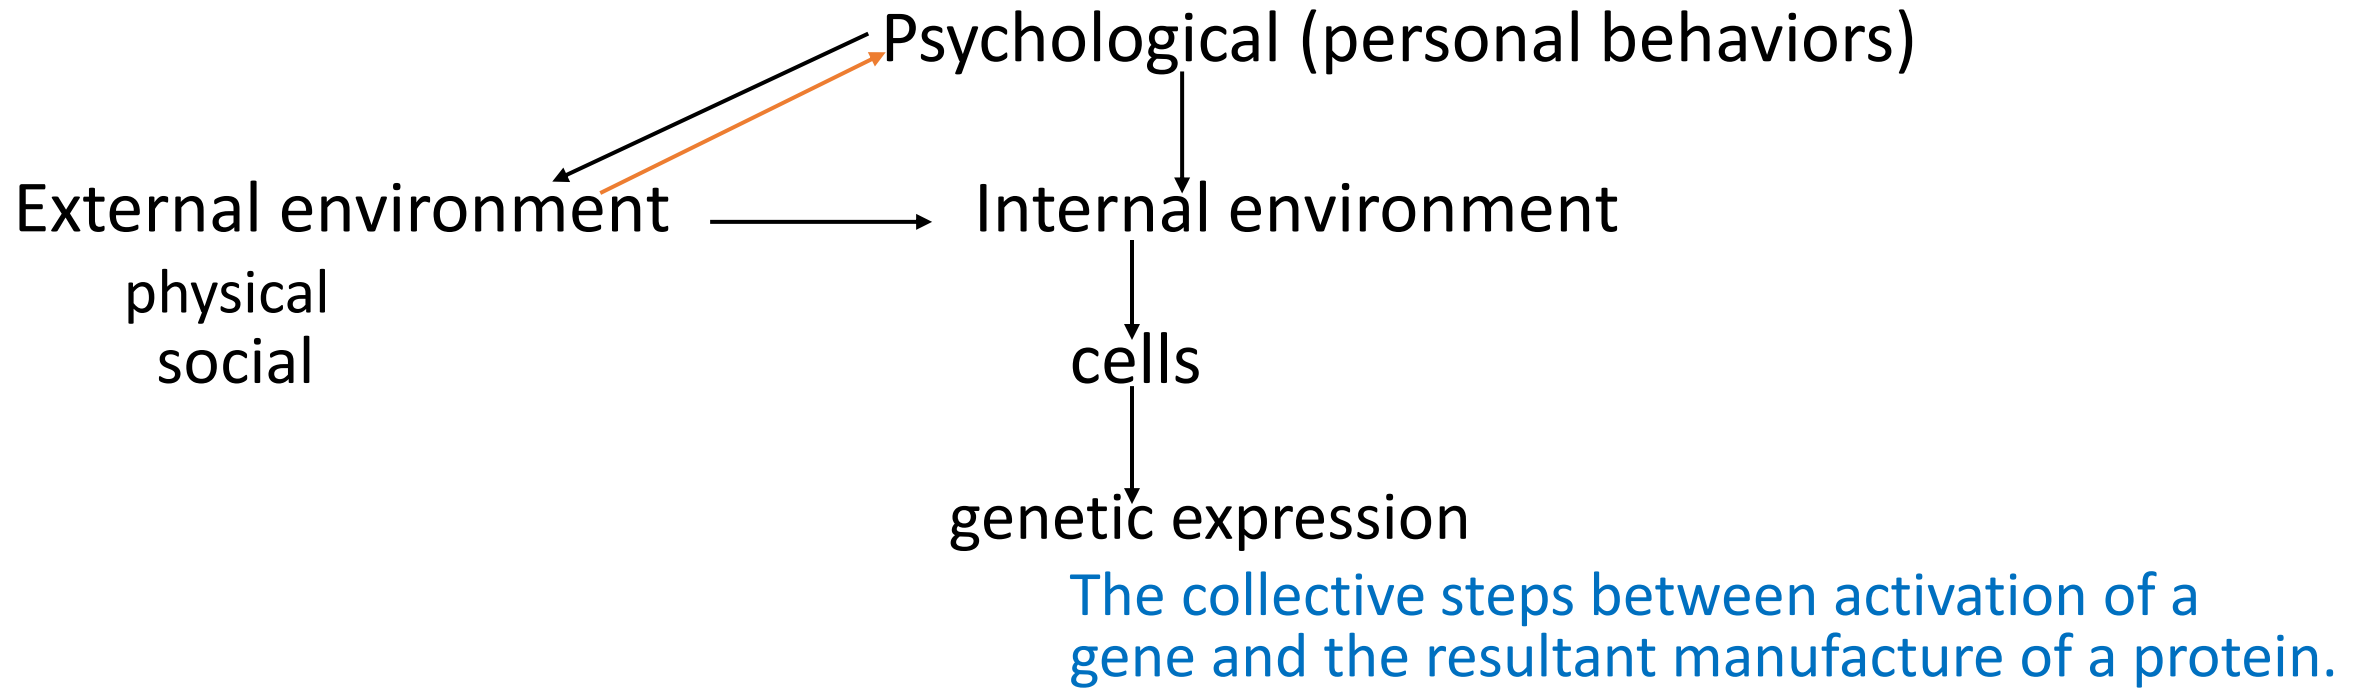 Psychological (personal behaviors)
External environment
Internal environment
physical
social
cells
genetic expression
The collective steps between activation of a
gene and the resultant manufacture of a protein.